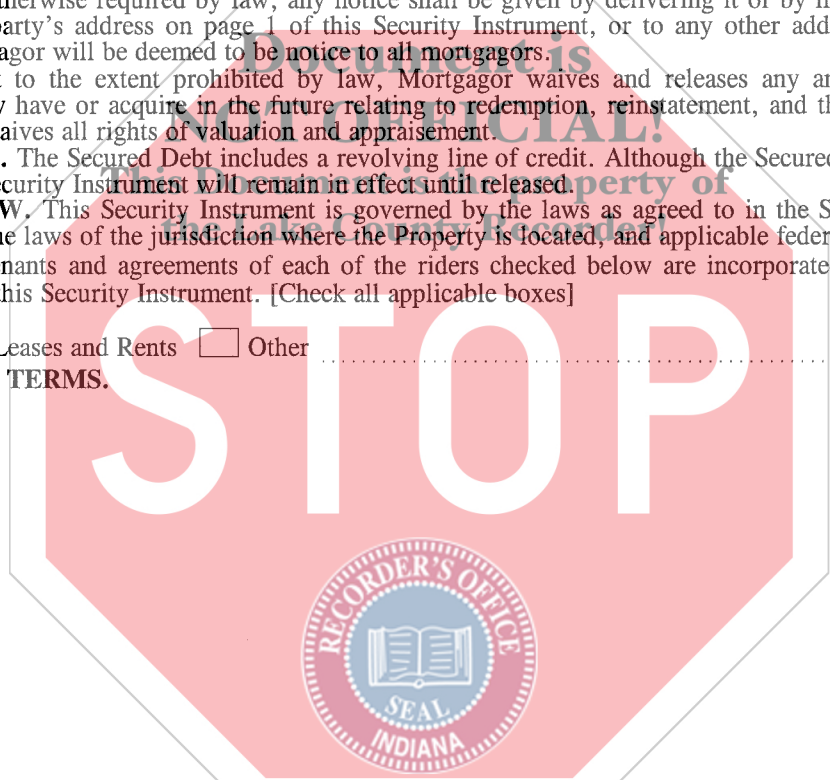 therwise required by law, any notice shall be given by delivering it or by
party's address on page 1 of this Security Instrument, or to any other add
agor will be deemed to be notice to all mortgagors.
Document is
t to the extent prohibited by law, Mortgagor waives and releases any an
y have or acquire in the future relating to redemption, reinstatement, and th
NOT OFFICIAL!
aives all rights of valuation and appraisement.
. The Secured Debt includes a revolving line of credit. Although the Secured
ecurity Instrument will remain in effect until released.
This Document is the property of
W. This Security Instrument is governed by the laws as agreed to in the S
the Lake County Recorder!
e laws of the jurisdiction where the Property is located, and applicable feder
nants and agreements of each of the riders checked below are incorporate
his Security Instrument. [Check all applicable boxes]
Leases and Rents Other
TERMS.
STOP
RECORDER'S OFFICE
SEAL
INDIANA